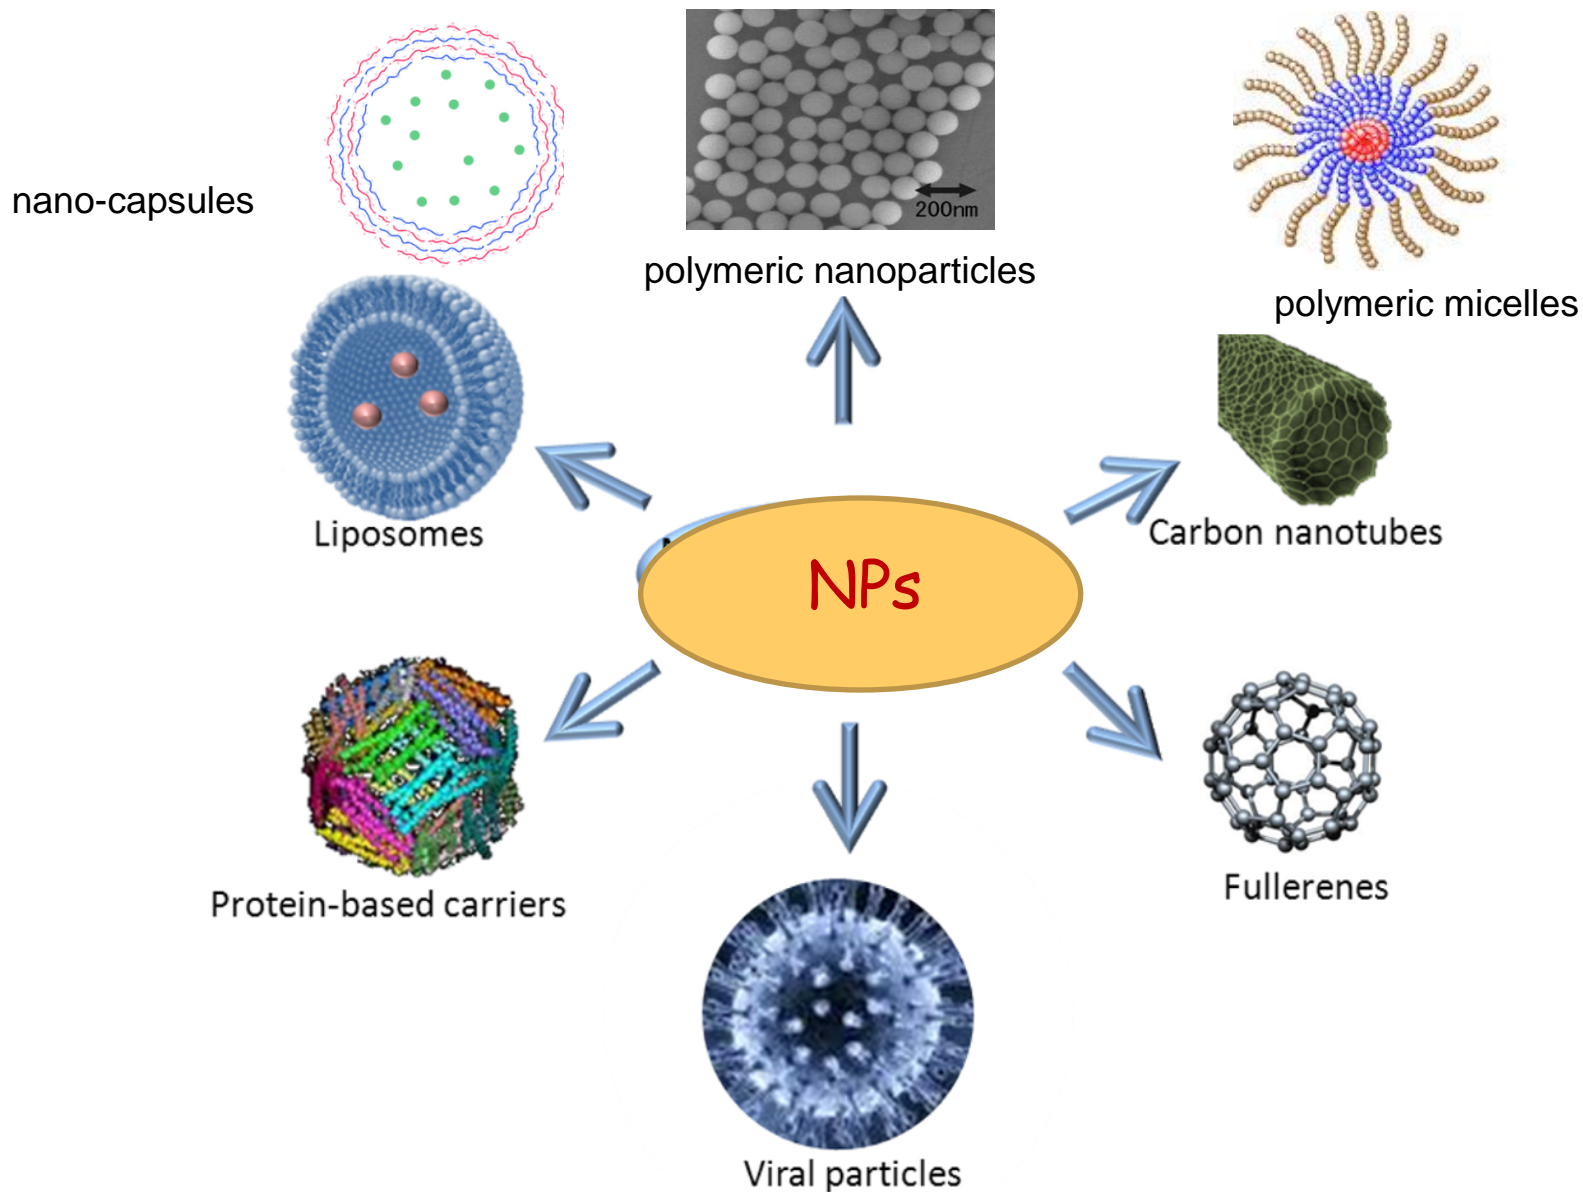 nano-capsules
200nm
polymeric nanoparticles
polymeric micelles
Liposomes
Carbon nanotubes
NPs
Protein-based carriers
Fullerenes
Viral particles